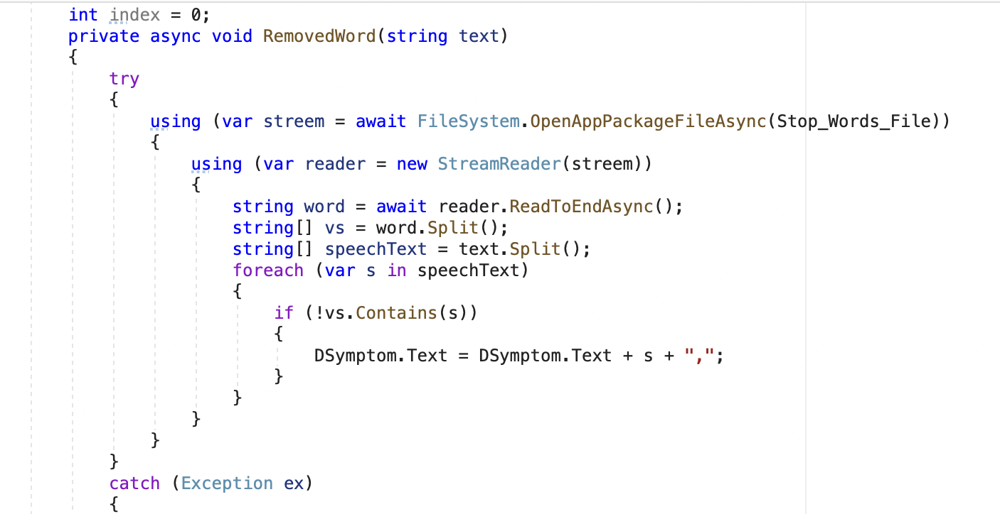 int index = 0;
private async void RemovedWord(string text)
{
try
{
using (var streem = await FileSystem.OpenAppPackageFileAsync(Stop_Words_File))
{
using (var reader = new StreamReader(streem))
{
string word = await reader.ReadToEndAsync();
string[] vs = word.Split();
string[] speechText = text.Split();
foreach (var s in speechText)
{
if (!vs.Contains(s))
{
DSymptom.Text = DSymptom.Text + s + ",";
}
}
}
}
}
catch (Exception ex)
{